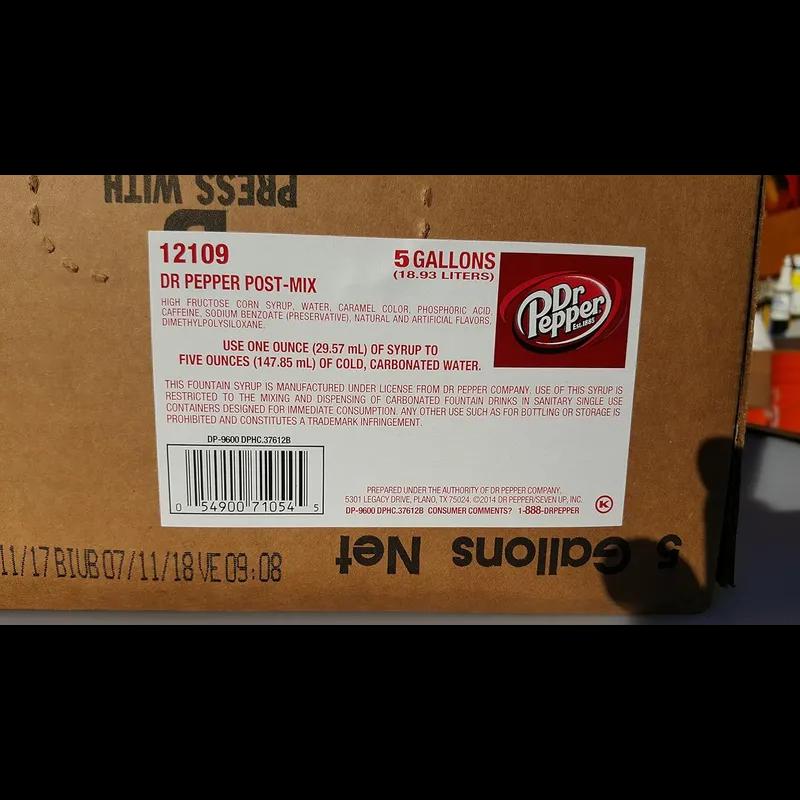 PRESS WITH
12109
5 GALLONS
(18.93 LITERS)
DR PEPPER POST-MIX
HIGH FRUCTOSE CORN SYRUP, WATER, CARAMEL COLOR, PHOSPHORIC ACID,
CAFFEINE, SODIUM BENZOATE (PRESERVATIVE), NATURAL AND ARTIFICIAL FLAVORS,
DIMETHYLPOLYSILOXANE.
Dr
Pepper
Est. 1885
USE ONE OUNCE (29.57 mL) OF SYRUP TO
FIVE OUNCES (147.85 mL) OF COLD, CARBONATED WATER.
THIS FOUNTAIN SYRUP IS MANUFACTURED UNDER LICENSE FROM DR PEPPER COMPANY. USE OF THIS SYRUP IS
RESTRICTED TO THE MIXING AND DISPENSING OF CARBONATED FOUNTAIN DRINKS IN SANITARY SINGLE USE
CONTAINERS DESIGNED FOR IMMEDIATE CONSUMPTION. ANY OTHER USE SUCH AS FOR BOTTLING OR STORAGE IS
PROHIBITED AND CONSTITUTES A TRADEMARK INFRINGEMENT.
DP-9600 DPHC.37612B
0 54900 71054 5
PREPARED UNDER THE AUTHORITY OF DR PEPPER COMPANY,
5301 LEGACY DRIVE, PLANO, TX 75024. ©2014 DR PEPPER/SEVEN UP, INC.
DP-9600 DPHC.37612B CONSUMER COMMENTS? 1-888-DRPEPPER
K
11/17BIUB07/11/18VE09:08
5 Gallons Net